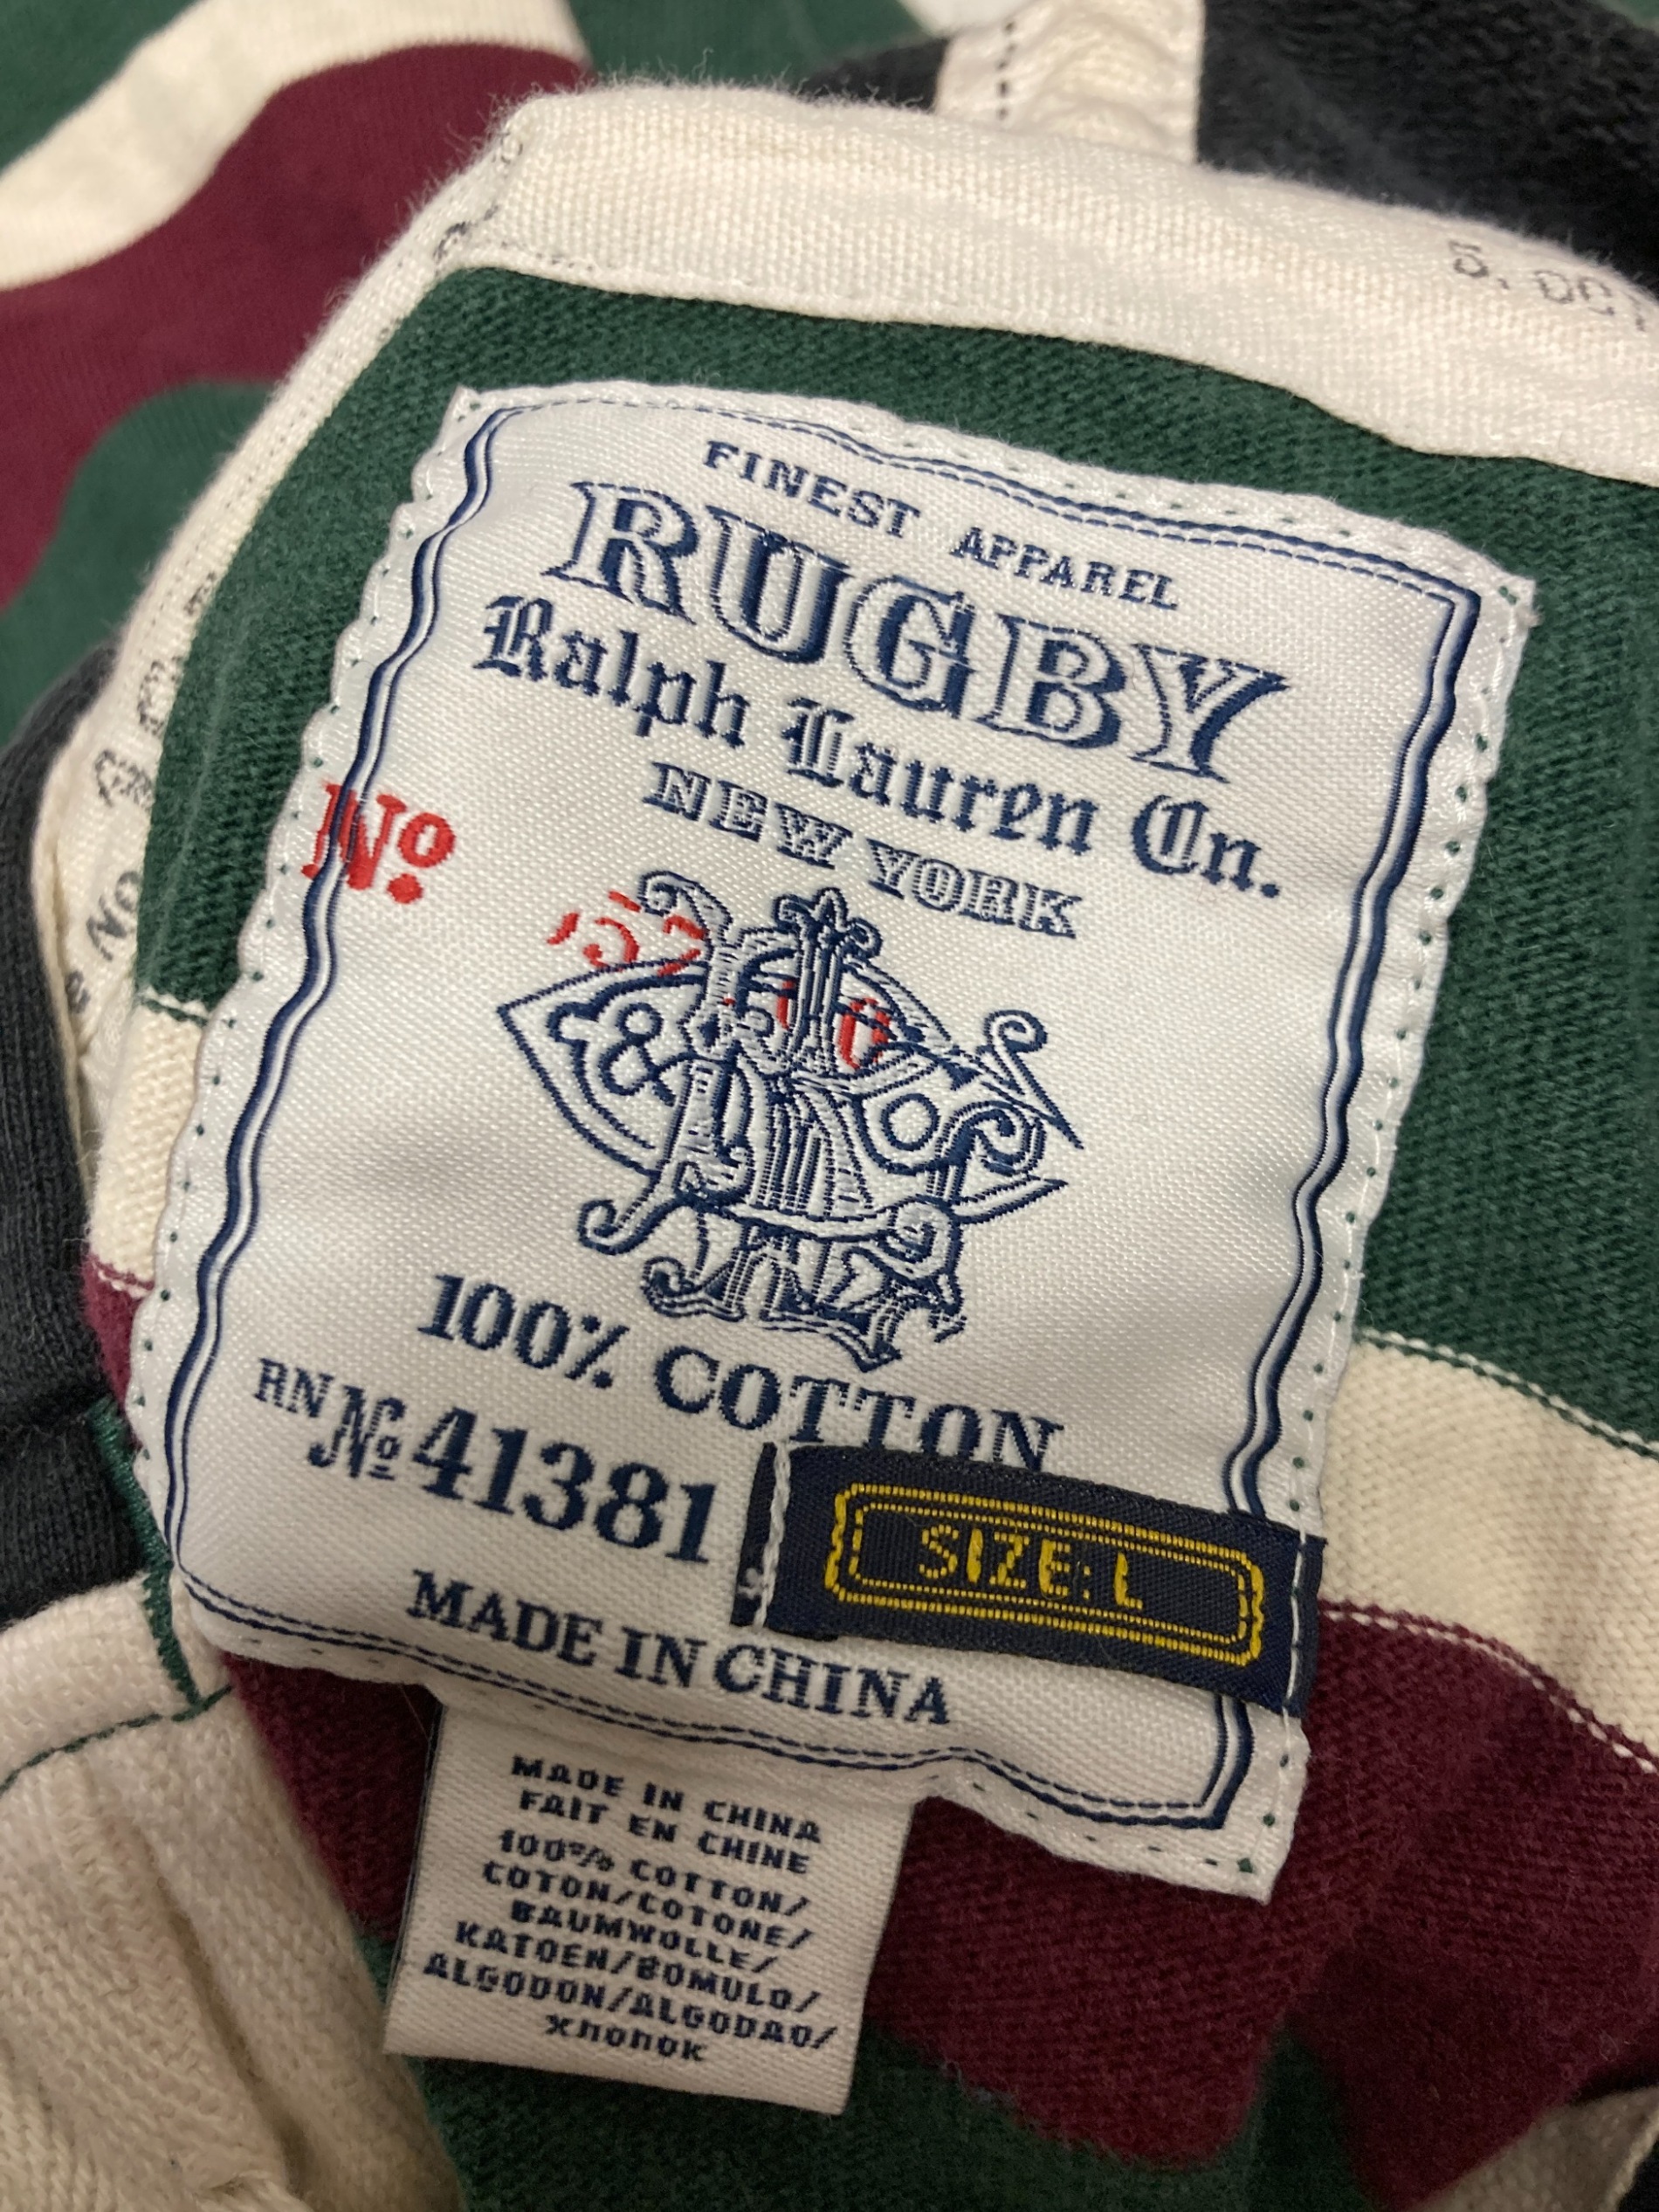 FINEST APPAREL
RUGBY
Ralph Lauren Co.
NEW YORK
No
100% COTTON
RN No 41381
SIZE: L
MADE IN CHINA
MADE IN CHINA
FAIT EN CHINE
100% COTTON/
COTON/COTONE/
BAUMWOLLE/
KATOEN/BOMULD/
ALGODON/ALGODAO/
хлопок